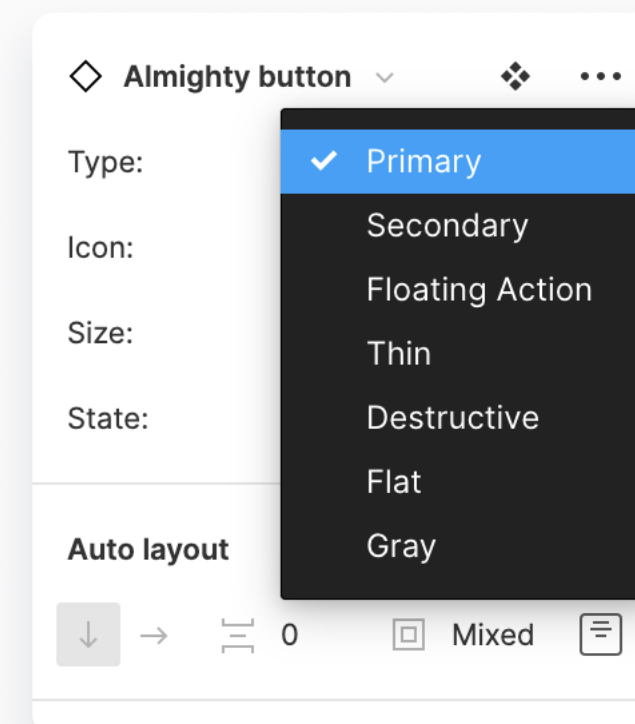 Almighty button
Type:
Primary
Secondary
Icon:
Floating Action
Size:
Thin
State:
Destructive
Flat
Gray
Auto layout
0
Mixed